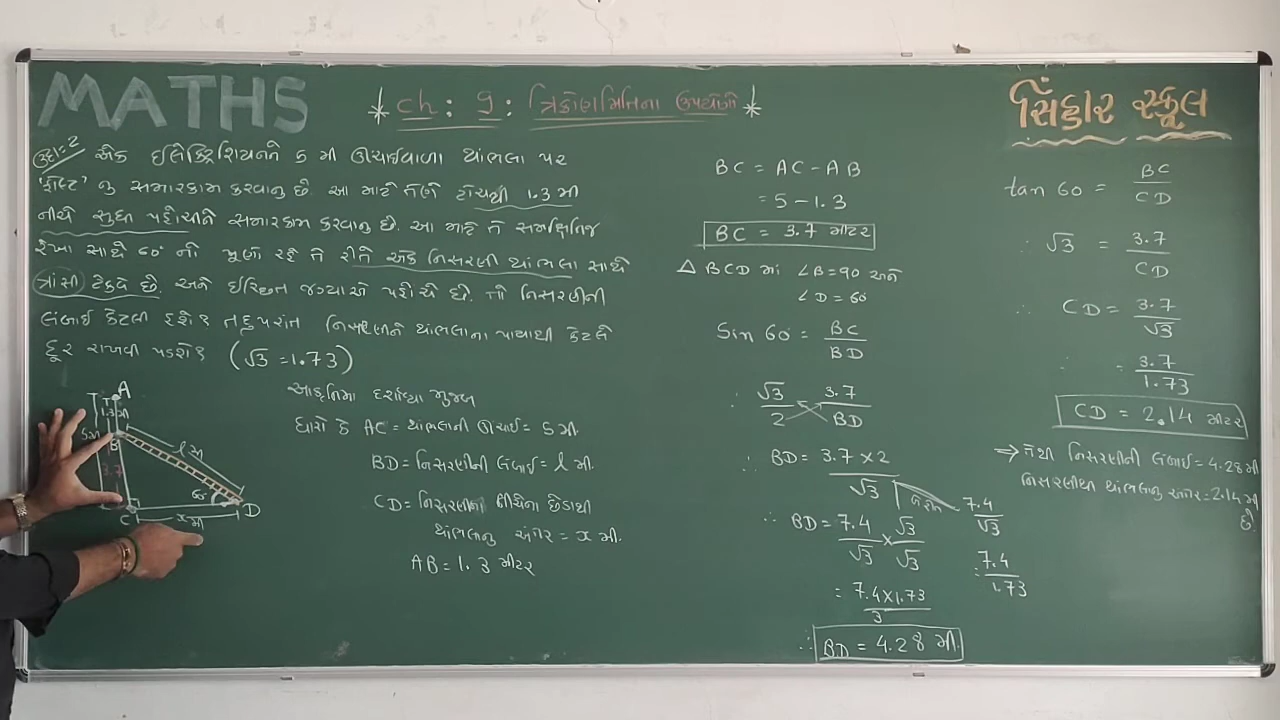 MATHS
ch : 9 : ત્રિકોણમિતિના ઉપયોગો
સિંહાર સ્કૂલ
ઉદા:2 એક ઇલેક્ટ્રિશિયનને 5 મી ઊંચાઈવાળા થાંભલા પર
'ફોલ્ટ' નુ સમારકામ કરવાનુ છે. આ માટે તેણે ટોચથી 1.3 મી
નીચે સુધી પહોંચીને સમારકામ કરવાનુ છે. આ માટે તે સમક્ષિતિજ
રેખા સાથે 60° નો ખૂણો રહે તે રીતે એક નિસરણી થાંભલા સાથે
ત્રાંસી ટેકવે છે. અને ઈચ્છિત જગ્યાએ પહોંચે છે. તો નિસરણીની
લંબાઈ કેટલી હશે? તદુપરાંત નિસરણીને થાંભલાના પાયાથી કેટલે
દૂર રાખવી પડશે? (√3 = 1.73)
A
1.3 મી
5મી
B
l મી
3.7
60°
C
D
x મી
આકૃતિમા દર્શાવ્યા મુજબ
ધારો કે AC = થાંભલાની ઊંચાઈ = 5 મી.
BD = નિસરણીની લંબાઈ = l મી.
CD = નિસરણીના નીચેના છેડાથી
થાંભલાનુ અંતર = x મી.
AB = 1.3 મીટર
BC = AC - AB
= 5 - 1.3
BC = 3.7 મીટર
Δ BCD માં ∠B = 90 અને
∠D = 60°
Sin 60° = BC/BD
∴ √3/2 3.7/BD
∴ BD = 3.7 × 2/√3
∴ BD = 7.4/√3 × √3/√3
= 7.4 × 1.73/3
∴ BD = 4.28 મી.
7.4/√3
= 7.4/1.73
tan 60 = BC/CD
∴ √3 = 3.7/CD
∴ CD = 3.7/√3
= 3.7/1.73
CD = 2.14 મીટર
⇒ તેથી નિસરણીની લંબાઈ = 4.28 મી
નિસરણીથી થાંભલાનુ અંતર = 2.14 મી
છે.